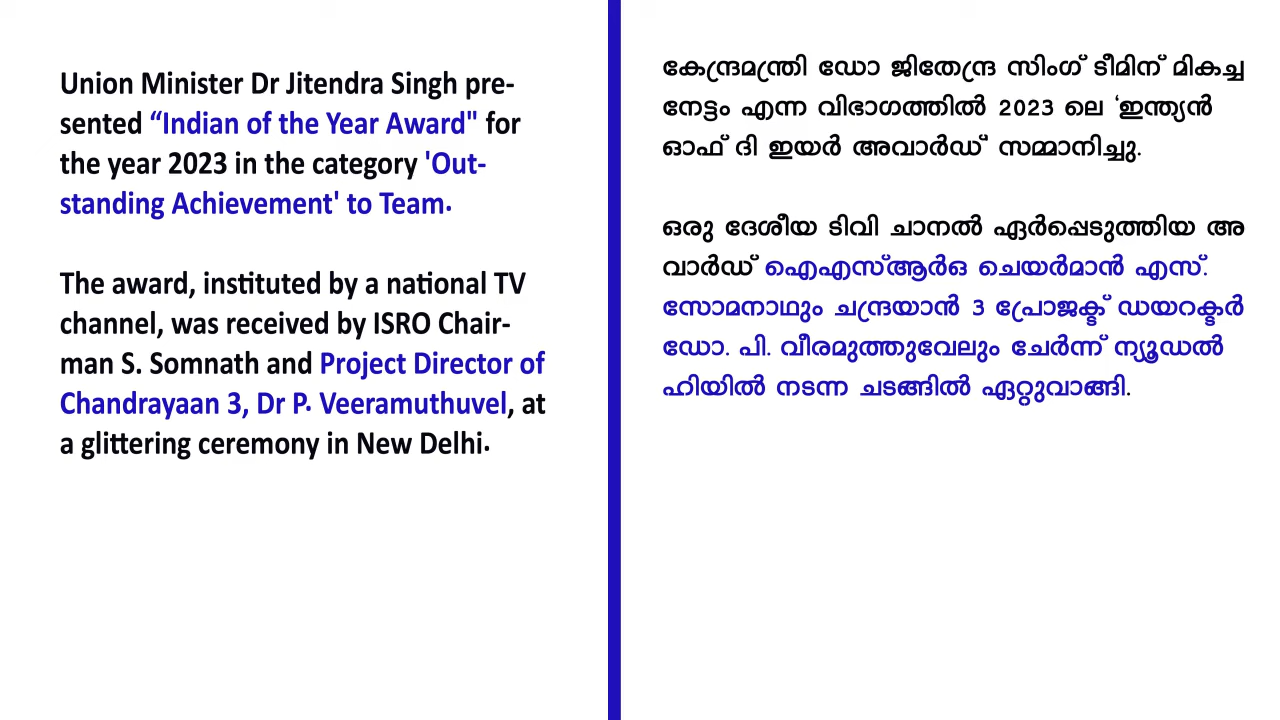 Union Minister Dr Jitendra Singh pre-
sented “Indian of the Year Award" for
the year 2023 in the category 'Out-
standing Achievement' to Team.
The award, instituted by a national TV
channel, was received by ISRO Chair-
man S. Somnath and Project Director of
Chandrayaan 3, Dr P. Veeramuthuvel, at
a glittering ceremony in New Delhi.
കേന്ദ്രമന്ത്രി ഡോ ജിതേന്ദ്ര സിംഗ് ടീമിന് മികച്ച
നേട്ടം എന്ന വിഭാഗത്തിൽ 2023 ലെ ‘ഇന്ത്യൻ
ഓഫ് ദി ഇയർ അവാർഡ്’ സമ്മാനിച്ചു.
ഒരു ദേശീയ ടിവി ചാനൽ ഏർപ്പെടുത്തിയ അ
വാർഡ് ഐഎസ്ആർഒ ചെയർമാൻ എസ്.
സോമനാഥും ചന്ദ്രയാൻ 3 പ്രോജക്ട് ഡയറക്ടർ
ഡോ. പി. വീരമുത്തുവേലും ചേർന്ന് ന്യൂഡൽ
ഹിയിൽ നടന്ന ചടങ്ങിൽ ഏറ്റുവാങ്ങി.